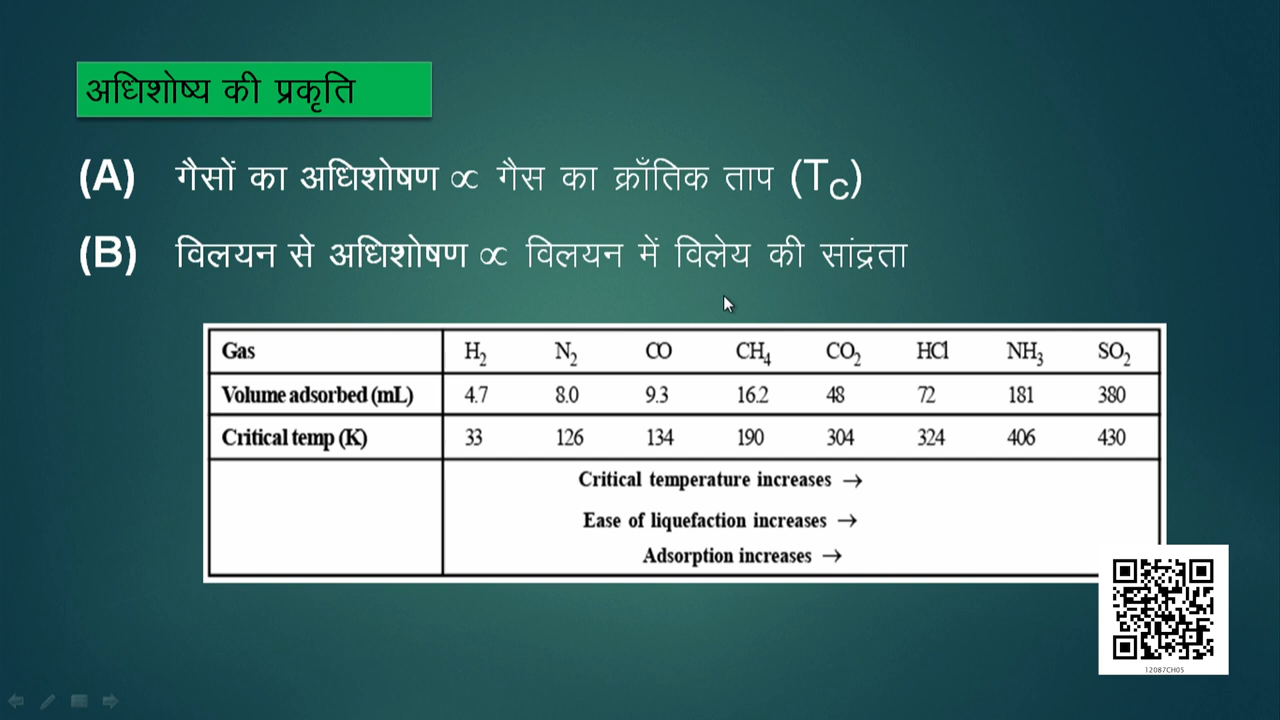 अधिशोष्य की प्रकृति
(A) गैसों का अधिशोषण ∝ गैस का क्राँतिक ताप (T_C)
(B) विलयन से अधिशोषण ∝ विलयन में विलेय की सांद्रता
Gas H₂ N₂ CO CH₄ CO₂ HCl NH₃ SO₂
Volume adsorbed (mL) 4.7 8.0 9.3 16.2 48 72 181 380
Critical temp (K) 33 126 134 190 304 324 406 430
Critical temperature increases →
Ease of liquefaction increases →
Adsorption increases →
12087CH05